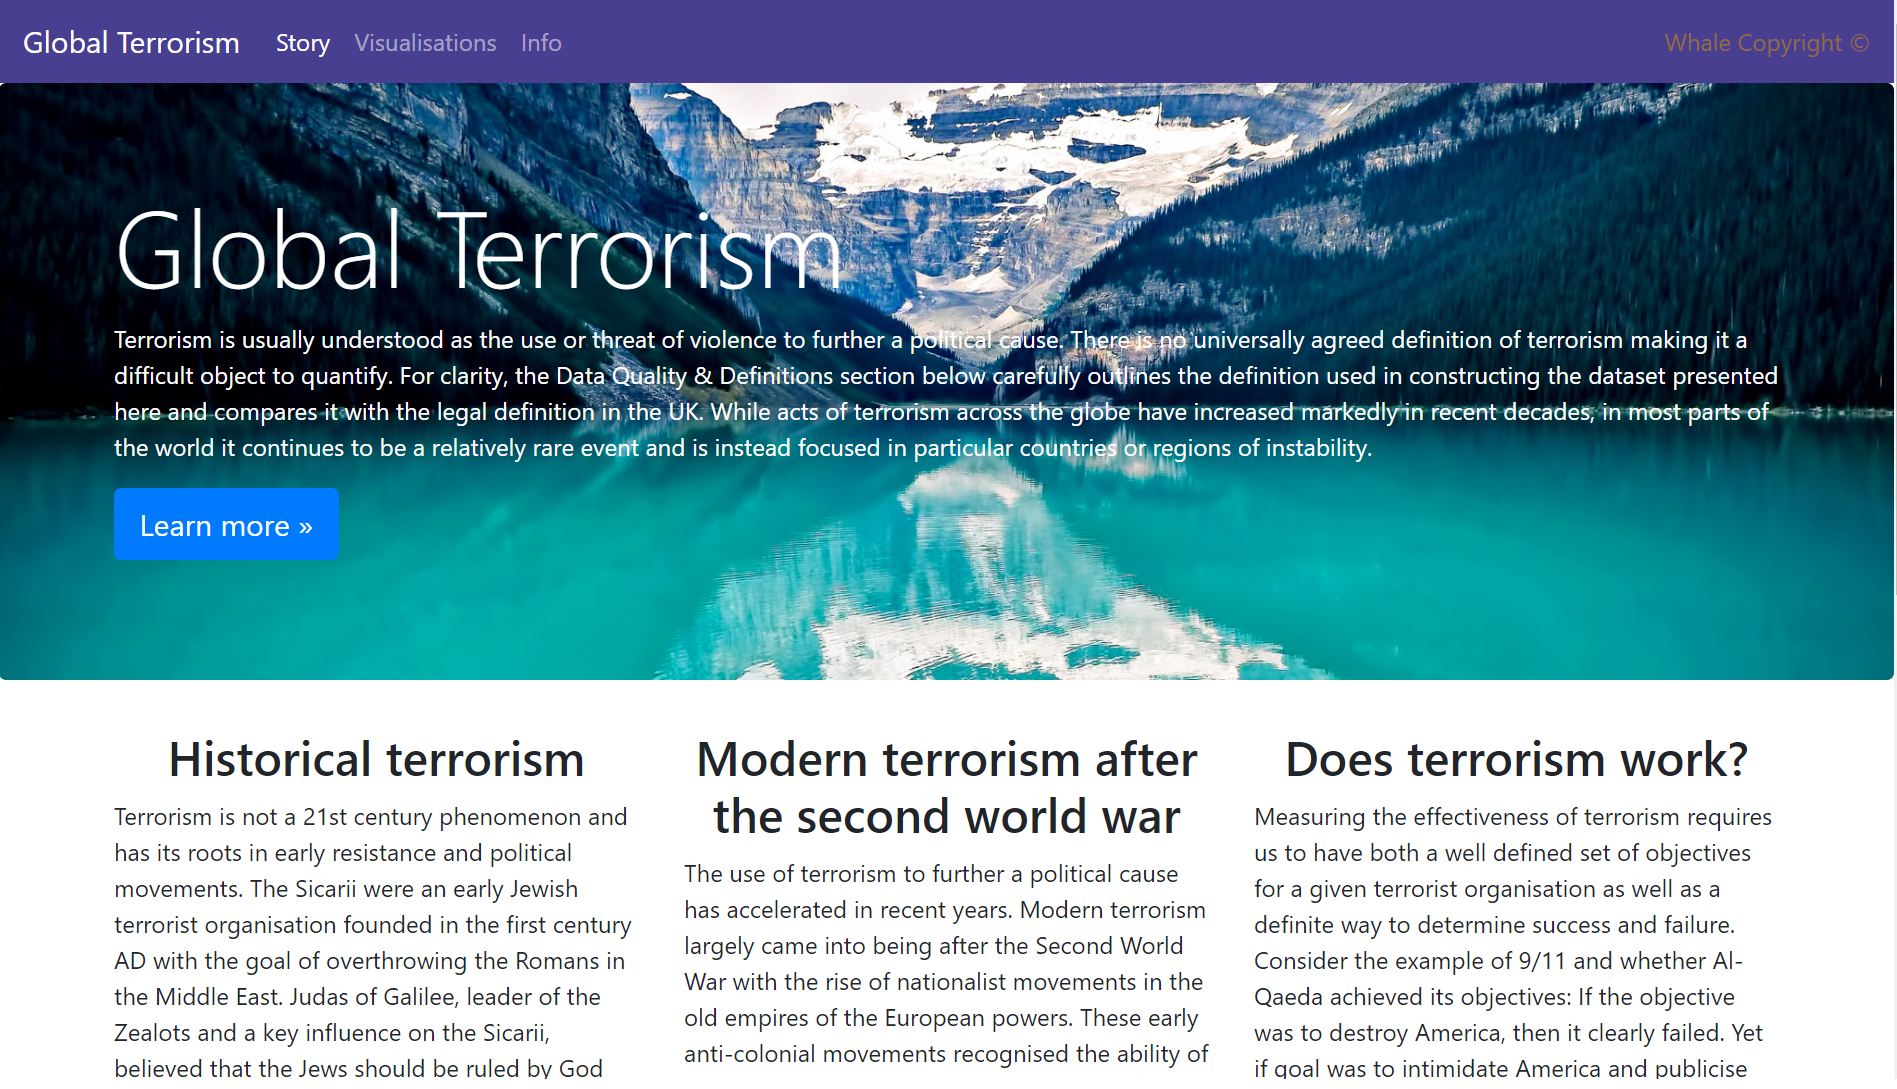 Global Terrorism Story Visualisations Info Whale Copyright ©
Global Terrorism
Terrorism is usually understood as the use or threat of violence to further a political cause. There is no universally agreed definition of terrorism making it a
difficult object to quantify. For clarity, the Data Quality & Definitions section below carefully outlines the definition used in constructing the dataset presented
here and compares it with the legal definition in the UK. While acts of terrorism across the globe have increased markedly in recent decades, in most parts of
the world it continues to be a relatively rare event and is instead focused in particular countries or regions of instability.
Learn more »
Historical terrorism
Terrorism is not a 21st century phenomenon and
has its roots in early resistance and political
movements. The Sicarii were an early Jewish
terrorist organisation founded in the first century
AD with the goal of overthrowing the Romans in
the Middle East. Judas of Galilee, leader of the
Zealots and a key influence on the Sicarii,
believed that the Jews should be ruled by God
Modern terrorism after
the second world war
The use of terrorism to further a political cause
has accelerated in recent years. Modern terrorism
largely came into being after the Second World
War with the rise of nationalist movements in the
old empires of the European powers. These early
anti-colonial movements recognised the ability of
Does terrorism work?
Measuring the effectiveness of terrorism requires
us to have both a well defined set of objectives
for a given terrorist organisation as well as a
definite way to determine success and failure.
Consider the example of 9/11 and whether Al-
Qaeda achieved its objectives: If the objective
was to destroy America, then it clearly failed. Yet
if goal was to intimidate America and publicise